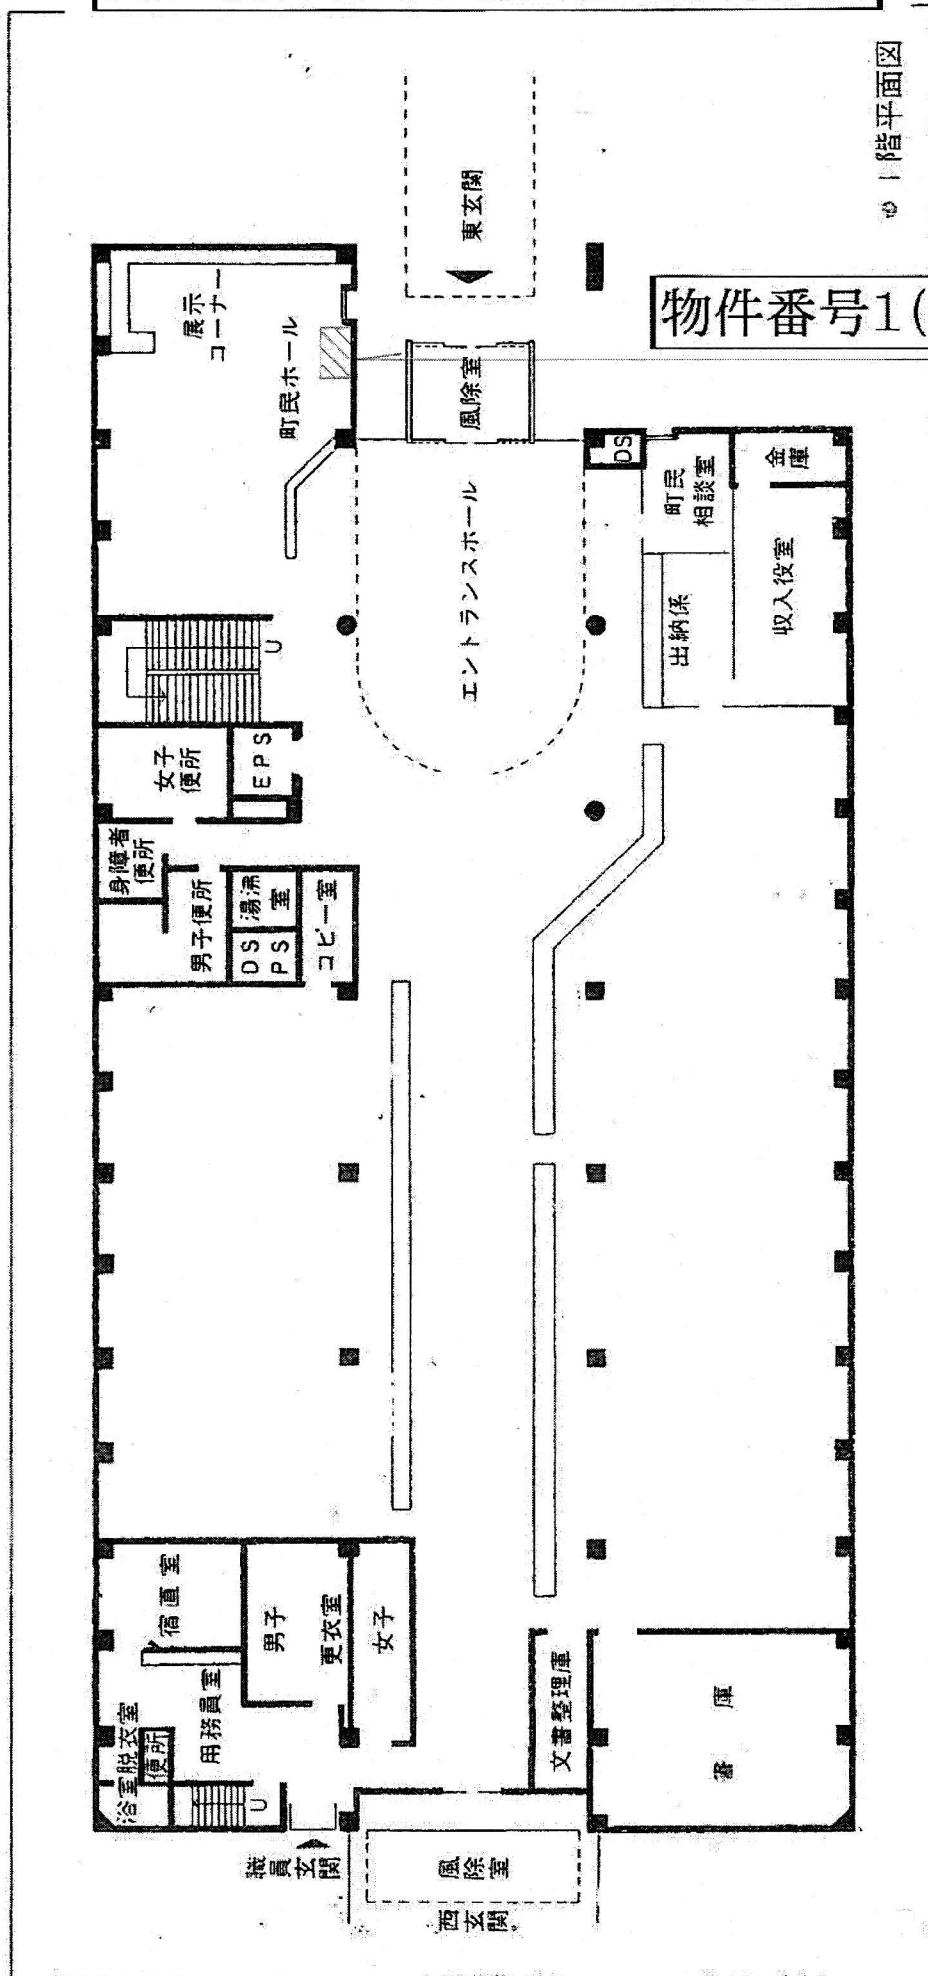 1階平面図
物件番号1(
東玄関
風除室
展示
コーナー
町民ホール
エントランスホール
DS
町民
相談室
金庫
出納係
収入役室
U
女子
便所
EPS
身障者
便所
男子便所
湯沸室
DS
PS
コピー室
宿直室
男子
更衣室
女子
用務員室
浴室
脱衣室
便所
U
職員玄関
文書整理庫
書庫
風除室
西玄関